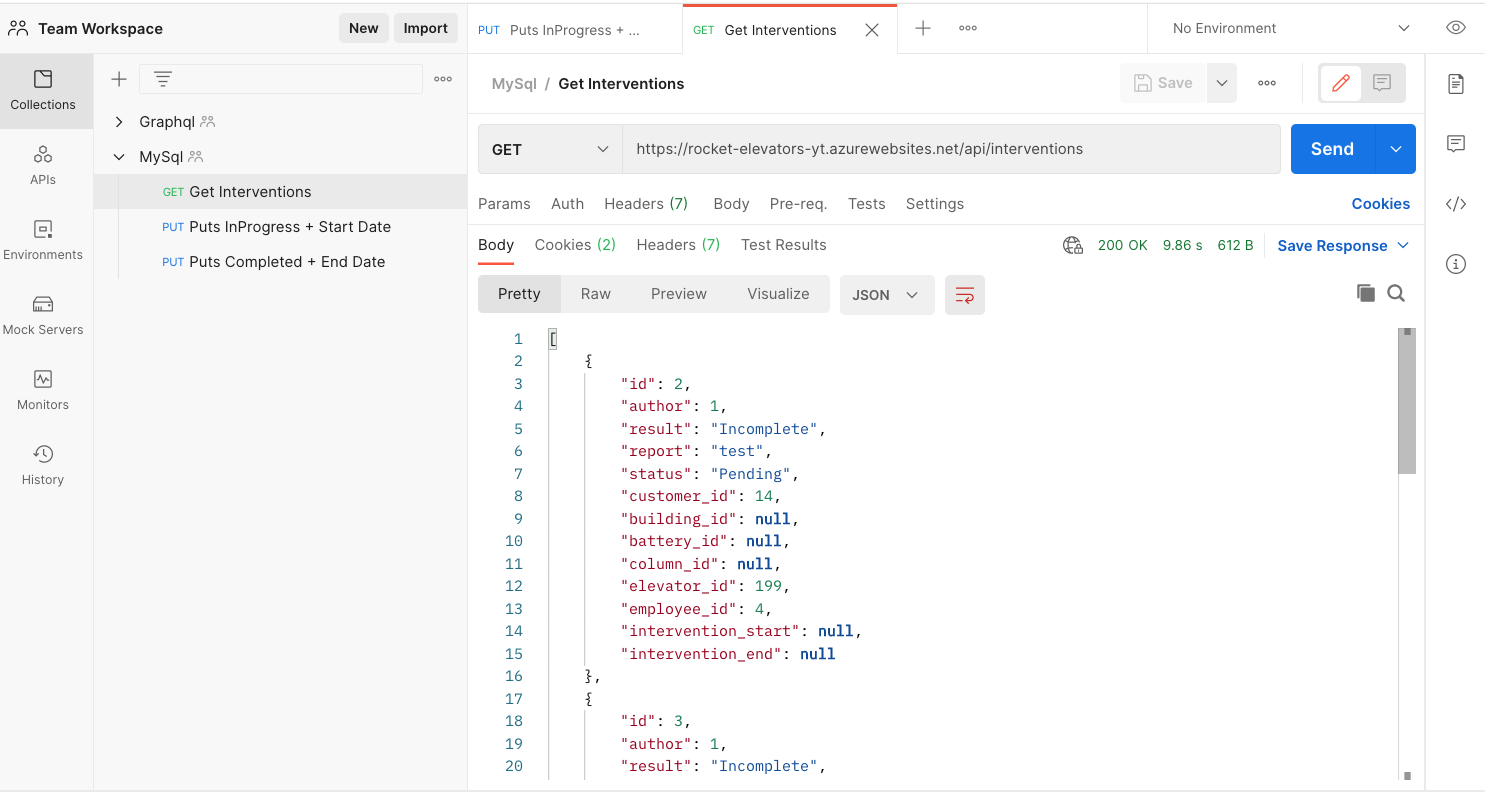 Team Workspace
New
Import
PUT Puts InProgress + ...
GET Get Interventions
No Environment
Collections
APIs
Environments
Mock Servers
Monitors
History
Graphql
MySql
GET Get Interventions
PUT Puts InProgress + Start Date
PUT Puts Completed + End Date
MySql / Get Interventions
Save
GET
https://rocket-elevators-yt.azurewebsites.net/api/interventions
Send
Params Auth Headers (7) Body Pre-req. Tests Settings
Cookies
Body Cookies (2) Headers (7) Test Results
200 OK 9.86 s 612 B
Save Response
Pretty Raw Preview Visualize
JSON
1 [
2 {
3 "id": 2,
4 "author": 1,
5 "result": "Incomplete",
6 "report": "test",
7 "status": "Pending",
8 "customer_id": 14,
9 "building_id": null,
10 "battery_id": null,
11 "column_id": null,
12 "elevator_id": 199,
13 "employee_id": 4,
14 "intervention_start": null,
15 "intervention_end": null
16 },
17 {
18 "id": 3,
19 "author": 1,
20 "result": "Incomplete",